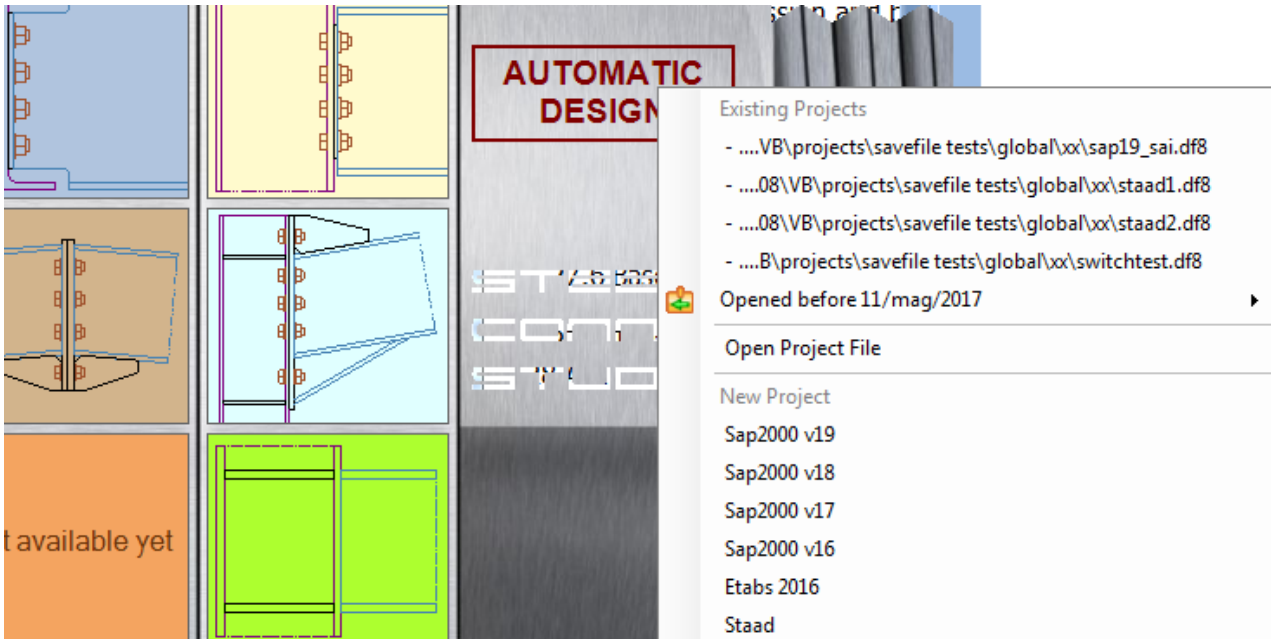 AUTOMATIC
DESIGN
t available yet
Existing Projects
- ....VB\projects\savefile tests\global\xx\sap19_sai.df8
- ....08\VB\projects\savefile tests\global\xx\staad1.df8
- ....08\VB\projects\savefile tests\global\xx\staad2.df8
- ....B\projects\savefile tests\global\xx\switchtest.df8
Opened before 11/mag/2017
Open Project File
New Project
Sap2000 v19
Sap2000 v18
Sap2000 v17
Sap2000 v16
Etabs 2016
Staad